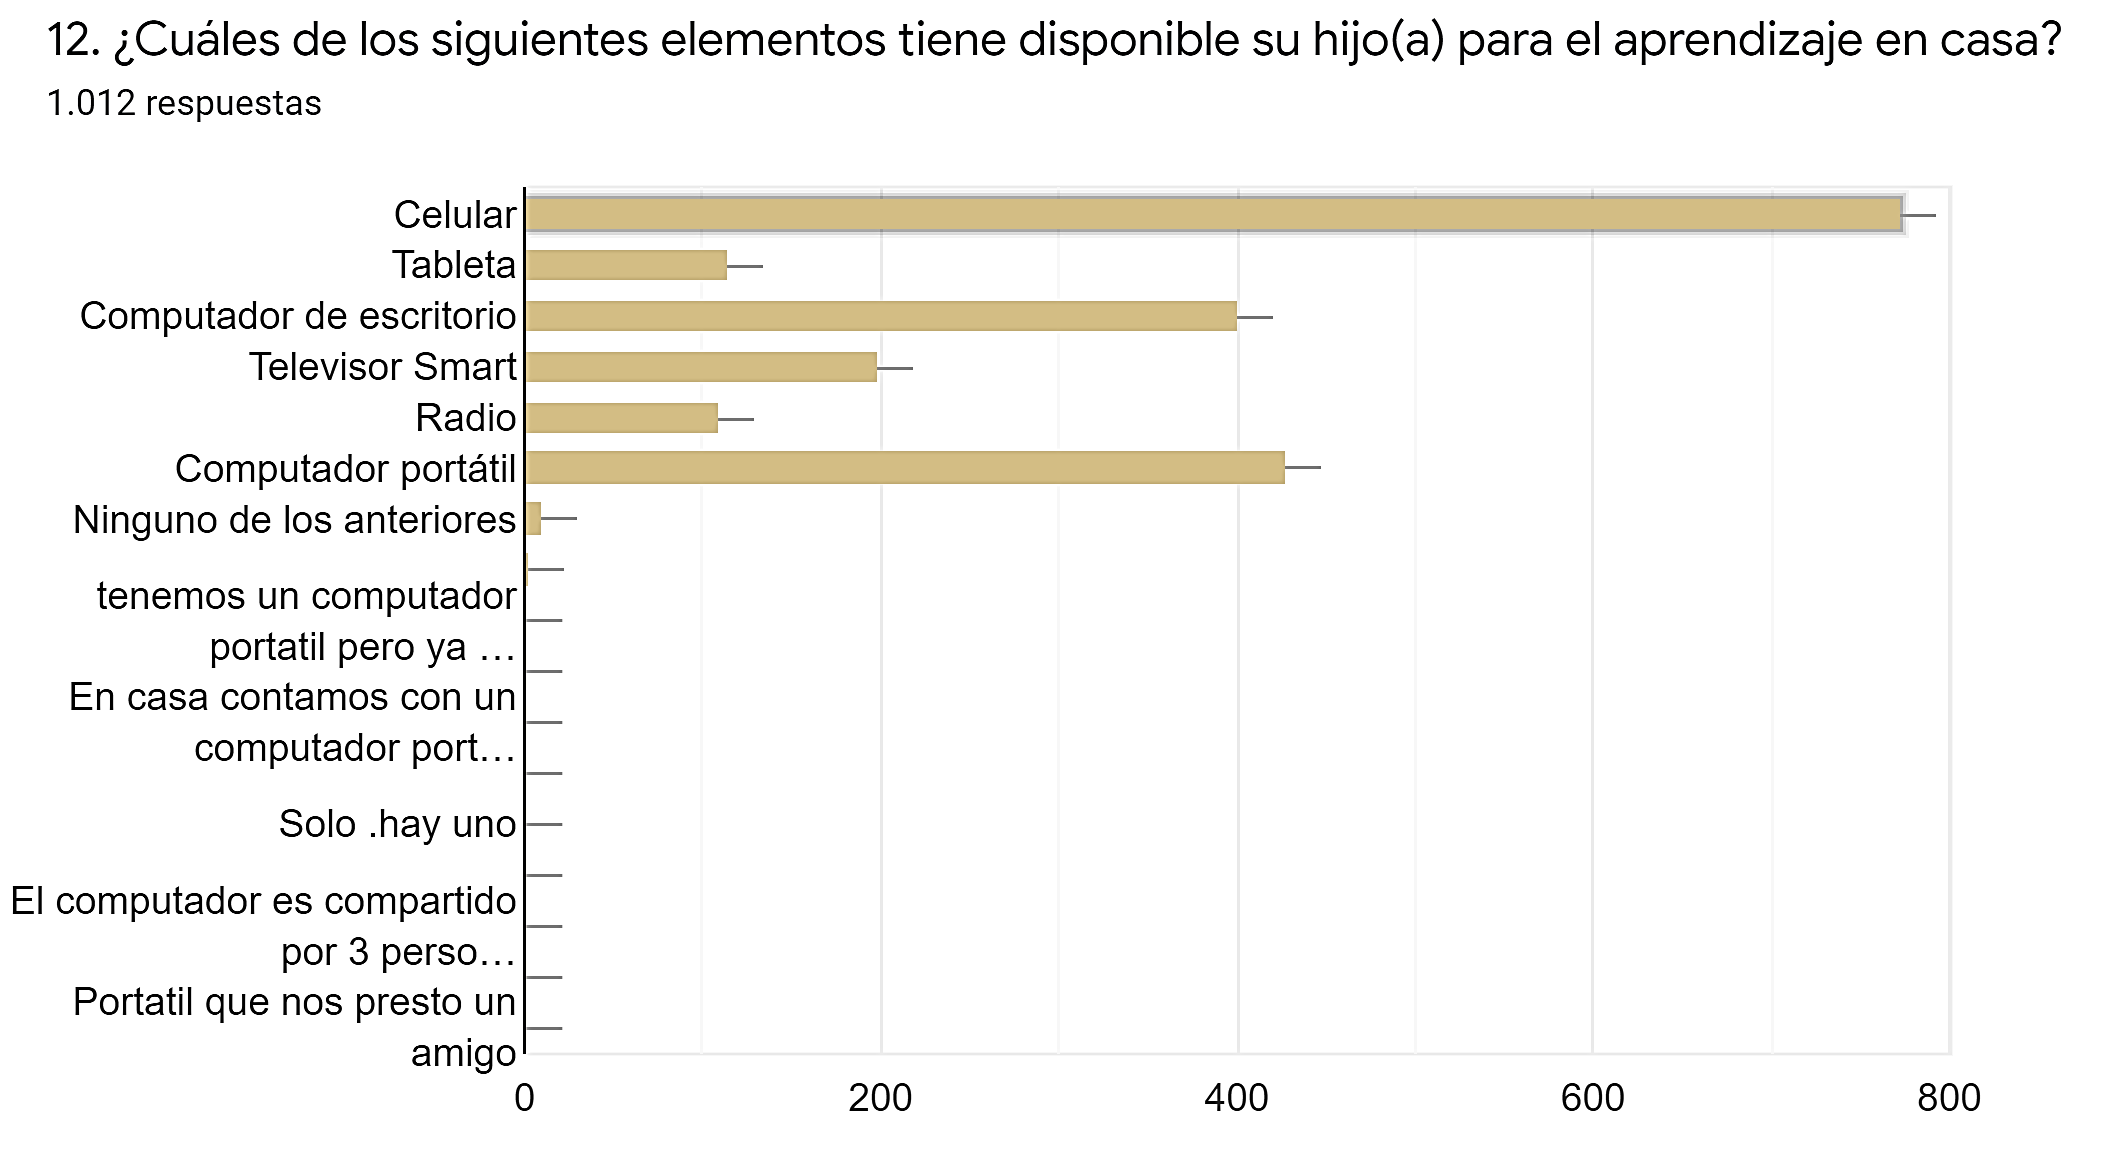 12. ¿Cuáles de los siguientes elementos tiene disponible su hijo(a) para el aprendizaje en casa?
1.012 respuestas
Celular
Tableta
Computador de escritorio
Televisor Smart
Radio
Computador portátil
Ninguno de los anteriores
tenemos un computador
portatil pero ya …
En casa contamos con un
computador port…
Solo .hay uno
El computador es compartido
por 3 perso…
Portatil que nos presto un
amigo
0 200 400 600 800